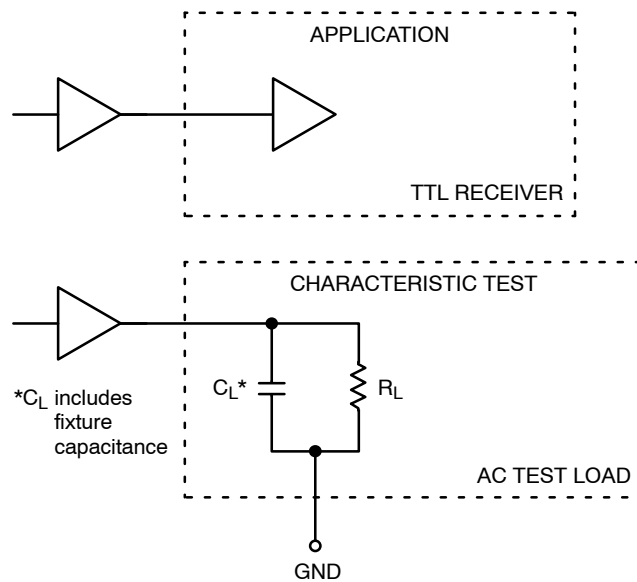 APPLICATION
TTL RECEIVER
CHARACTERISTIC TEST
*CL includes
fixture
capacitance
CL*
RL
AC TEST LOAD
GND